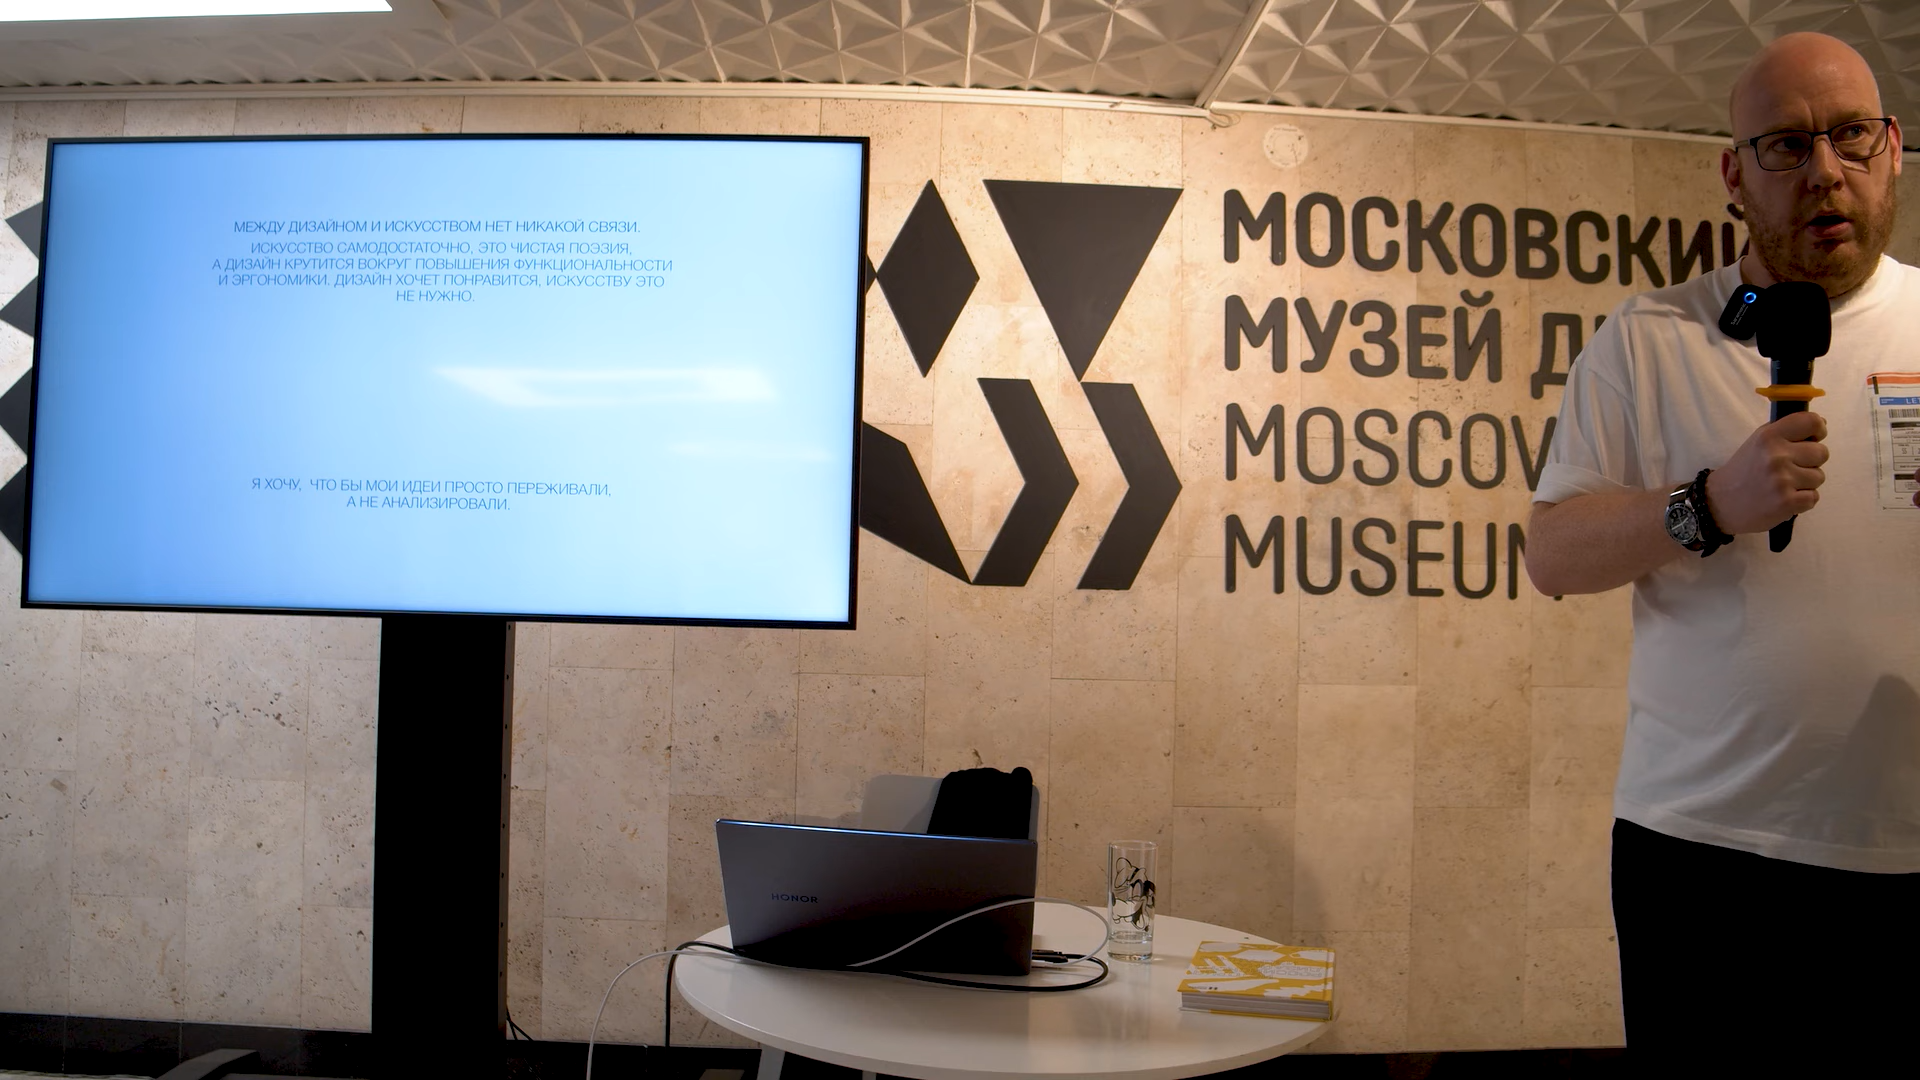 МЕЖДУ ДИЗАЙНОМ И ИСКУССТВОМ НЕТ НИКАКОЙ СВЯЗИ.
ИСКУССТВО САМОДОСТАТОЧНО, ЭТО ЧИСТАЯ ПОЭЗИЯ,
А ДИЗАЙН КРУТИТСЯ ВОКРУГ ПОВЫШЕНИЯ ФУНКЦИОНАЛЬНОСТИ
И ЭРГОНОМИКИ. ДИЗАЙН ХОЧЕТ ПОНРАВИТСЯ, ИСКУССТВУ ЭТО
НЕ НУЖНО.
Я ХОЧУ, ЧТО БЫ МОИ ИДЕИ ПРОСТО ПЕРЕЖИВАЛИ,
А НЕ АНАЛИЗИРОВАЛИ.
МОСКОВСКИЙ
МУЗЕЙ
MOSCOW
MUSEUM
HONOR